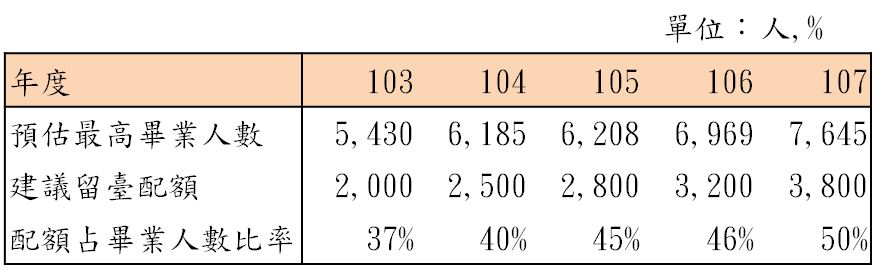 單位：人,%
年度 103 104 105 106 107
預估最高畢業人數 5,430 6,185 6,208 6,969 7,645
建議留臺配額 2,000 2,500 2,800 3,200 3,800
配額占畢業人數比率 37% 40% 45% 46% 50%